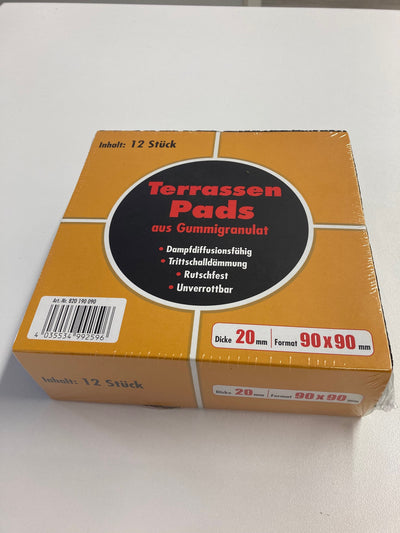 Inhalt: 12 Stück
Terrassen
Pads
aus Gummigranulat
• Dampfdiffusionsfähig
• Trittschalldämmung
• Rutschfest
• Unverrottbar
Art. Nr. 820 190 090
4 035534 992596
Dicke 20 mm Format 90 x 90 mm
Inhalt: 12 Stück
Dicke 20 mm Format 90 x 90 mm